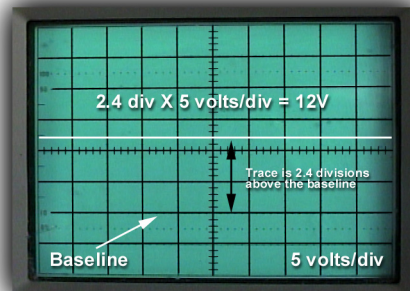 2.4 div X 5 volts/div = 12V
Trace is 2.4 divisions
above the baseline
Baseline
5 volts/div